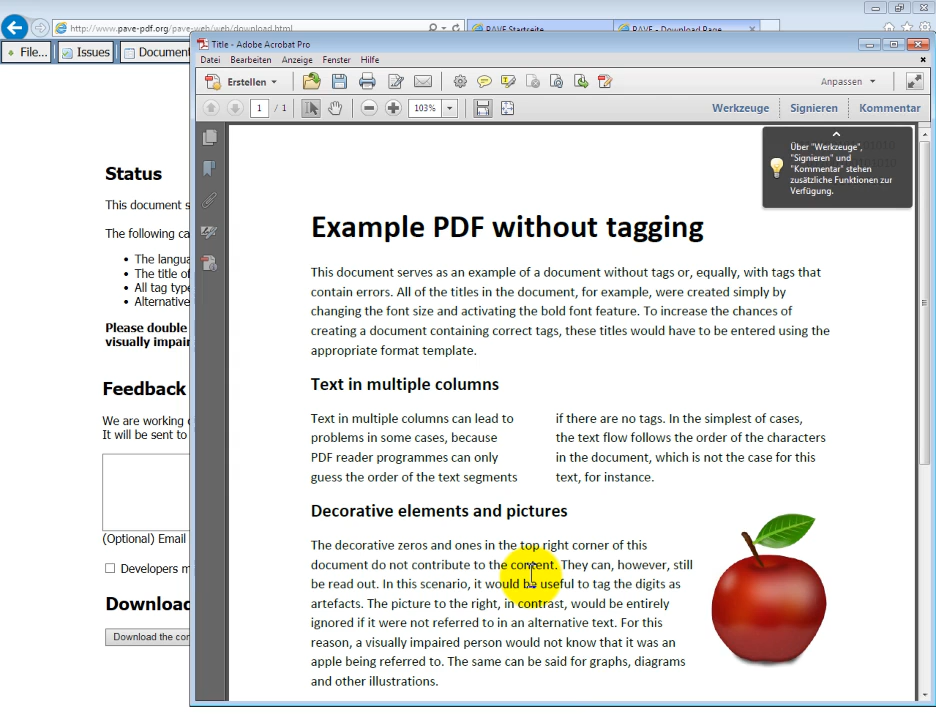 http://www.pave-pdf.org/pave-web/web/download.html
PAVE Startseite
PAVE - Download Page
File...
Issues
Document
Title - Adobe Acrobat Pro
Datei Bearbeiten Anzeige Fenster Hilfe
Erstellen
Anpassen
1 / 1
103%
Werkzeuge
Signieren
Kommentar
Über "Werkzeuge",
"Signieren" und
"Kommentar" stehen
zusätzliche Funktionen zur
Verfügung.
Status
This document s
The following ca
The langua
The title of
All tag type
Alternative
Please double
visually impair
Feedback
We are working o
It will be sent to
(Optional) Email
Developers m
Download
Download the cor
Example PDF without tagging
This document serves as an example of a document without tags or, equally, with tags that
contain errors. All of the titles in the document, for example, were created simply by
changing the font size and activating the bold font feature. To increase the chances of
creating a document containing correct tags, these titles would have to be entered using the
appropriate format template.
Text in multiple columns
Text in multiple columns can lead to
problems in some cases, because
PDF reader programmes can only
guess the order of the text segments
if there are no tags. In the simplest of cases,
the text flow follows the order of the characters
in the document, which is not the case for this
text, for instance.
Decorative elements and pictures
The decorative zeros and ones in the top right corner of this
document do not contribute to the content. They can, however, still
be read out. In this scenario, it would be useful to tag the digits as
artefacts. The picture to the right, in contrast, would be entirely
ignored if it were not referred to in an alternative text. For this
reason, a visually impaired person would not know that it was an
apple being referred to. The same can be said for graphs, diagrams
and other illustrations.